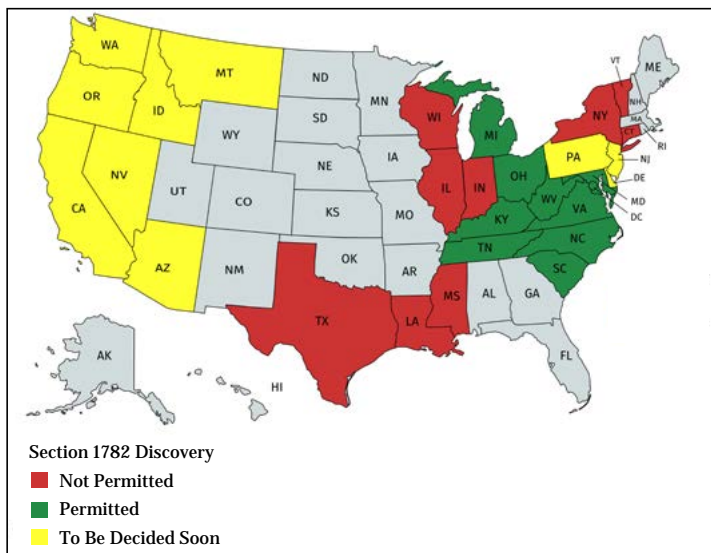 WA
MT
ND
MN
ME
VT
OR
ID
SD
WI
MI
NY
NH
MA
CT
RI
WY
NE
IA
PA
NJ
NV
UT
CO
KS
MO
IL
IN
OH
WV
VA
DE
MD
DC
CA
AZ
NM
OK
AR
KY
TN
NC
SC
TX
LA
MS
AL
GA
FL
AK
HI
Section 1782 Discovery
Not Permitted
Permitted
To Be Decided Soon